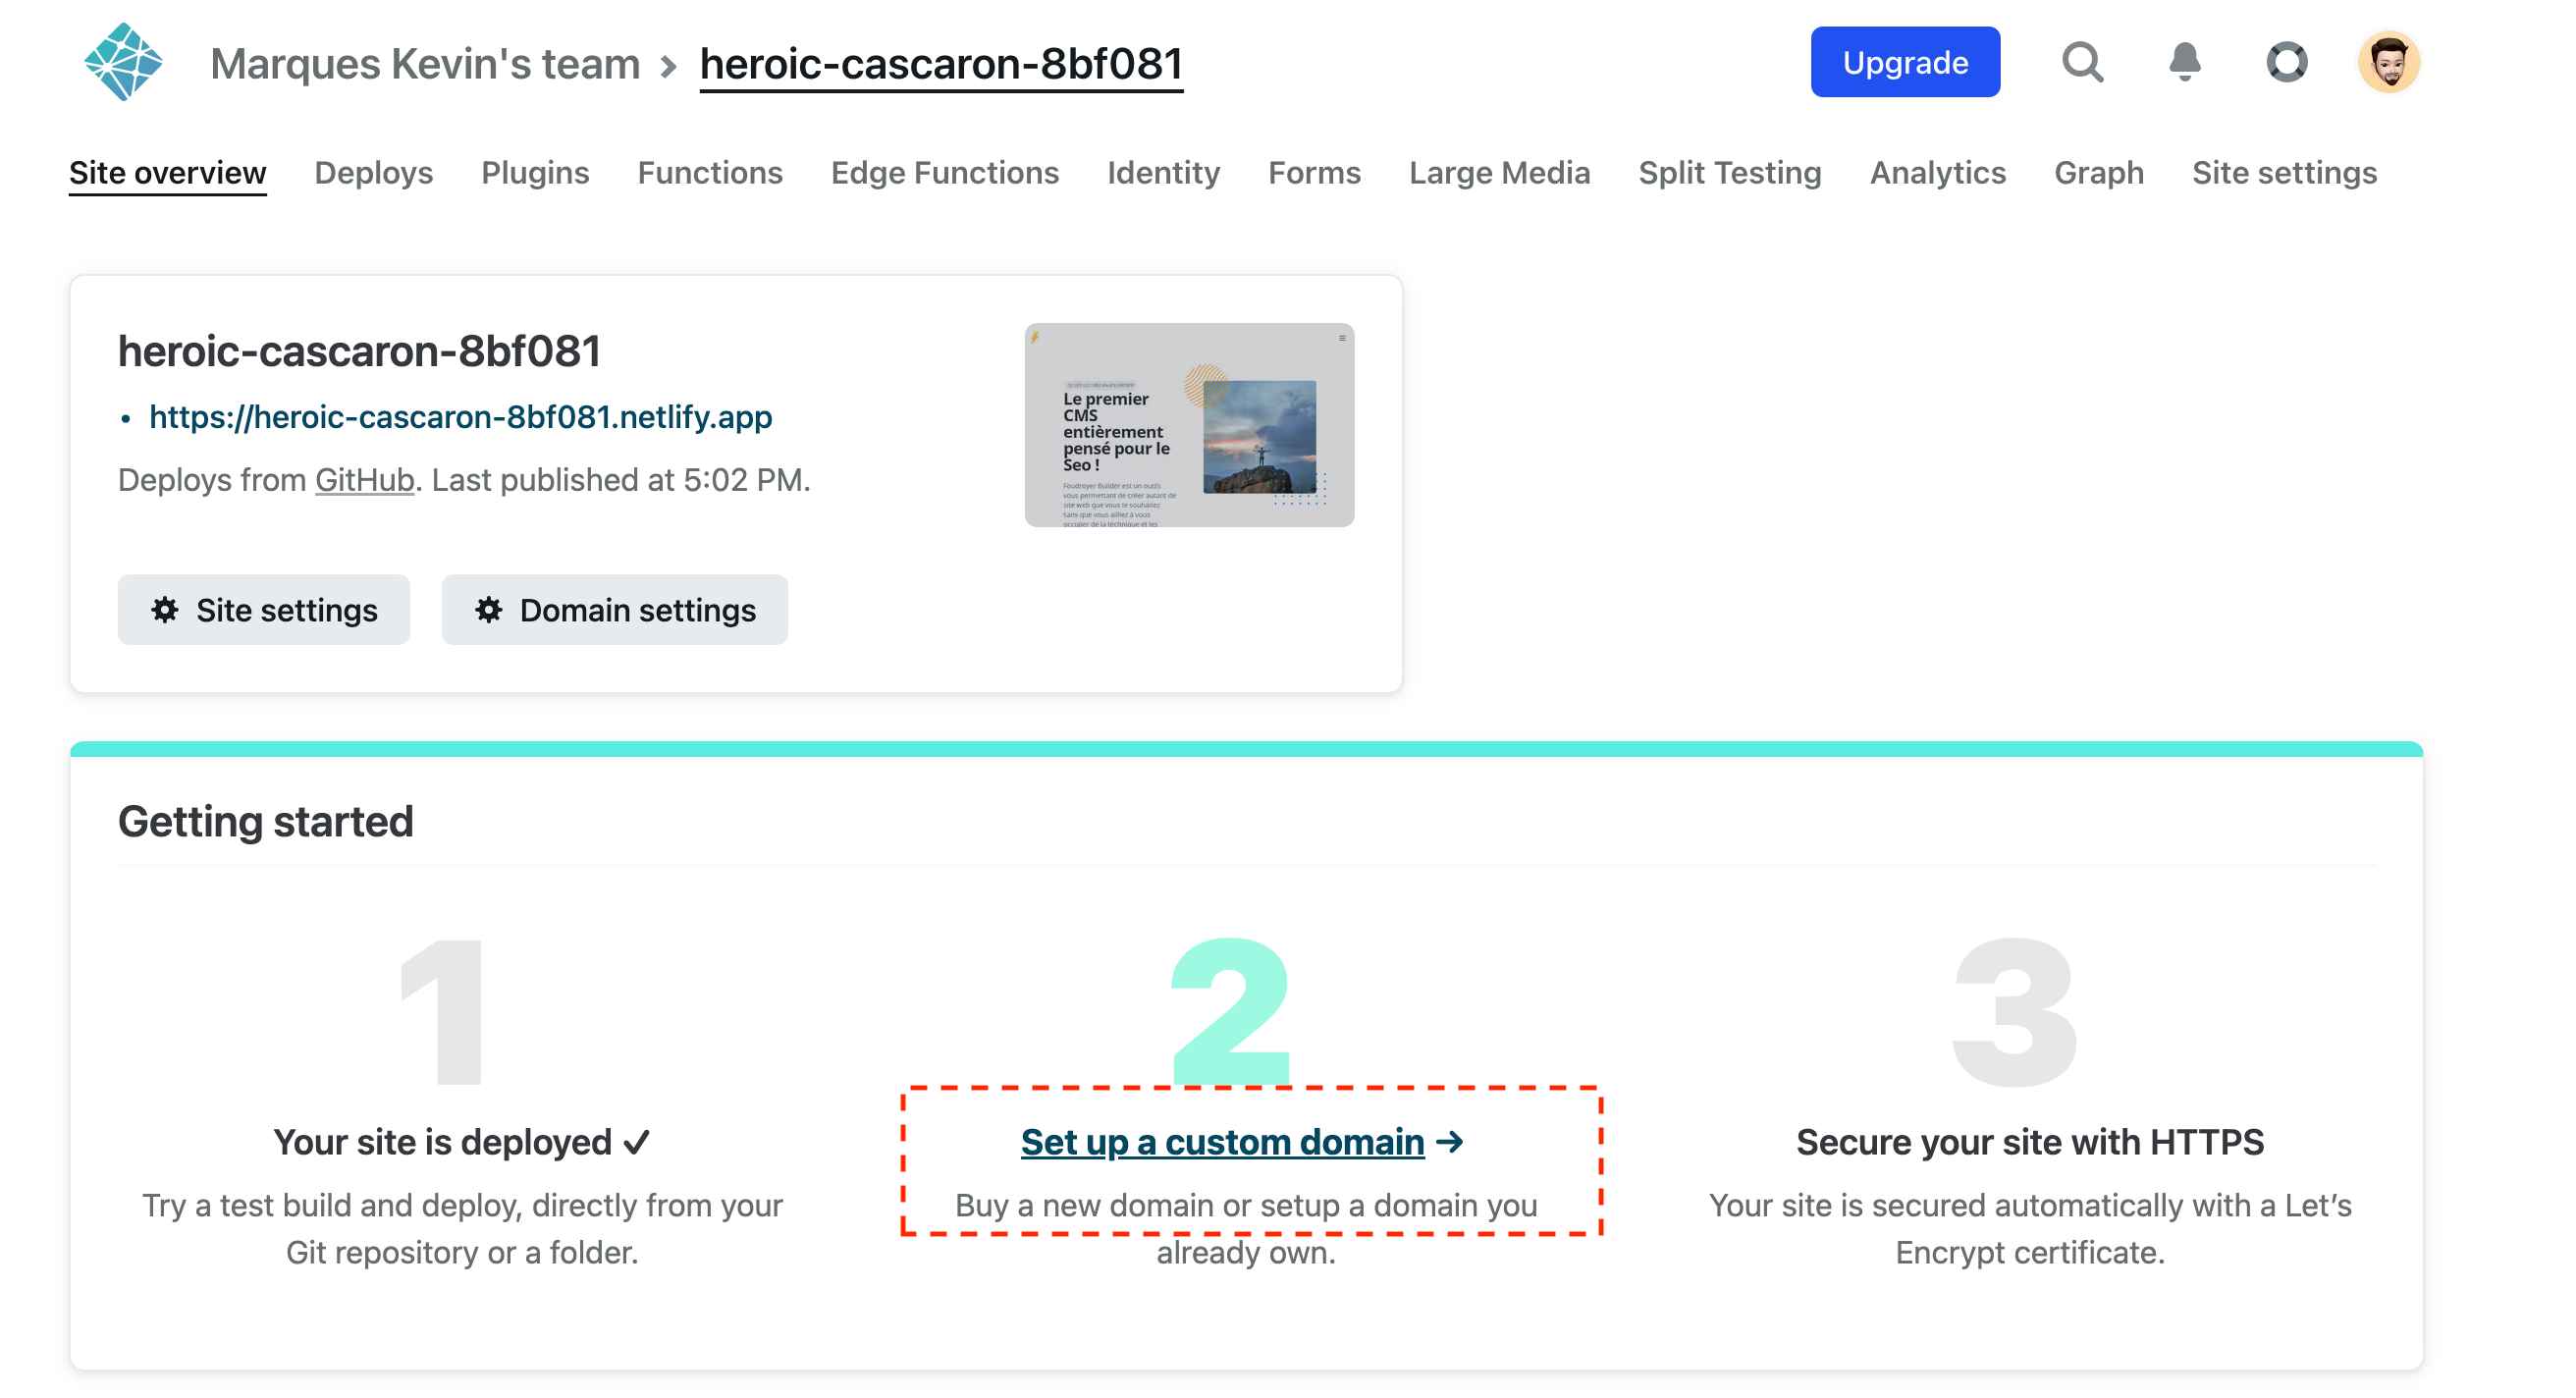 Marques Kevin's team > heroic-cascaron-8bf081
Upgrade
Site overview Deploys Plugins Functions Edge Functions Identity Forms Large Media Split Testing Analytics Graph Site settings
heroic-cascaron-8bf081
• https://heroic-cascaron-8bf081.netlify.app
Deploys from GitHub. Last published at 5:02 PM.
Le premier
CMS
entièrement
pensé pour le
Seo !
Foudroyer Builder est un outils
vous permettant de créer autant de
site web que vous le souhaitez
sans que vous ailliez à vous
occuper de la technique et les
Site settings
Domain settings
Getting started
1
Your site is deployed ✓
Try a test build and deploy, directly from your
Git repository or a folder.
2
Set up a custom domain →
Buy a new domain or setup a domain you
already own.
3
Secure your site with HTTPS
Your site is secured automatically with a Let's
Encrypt certificate.